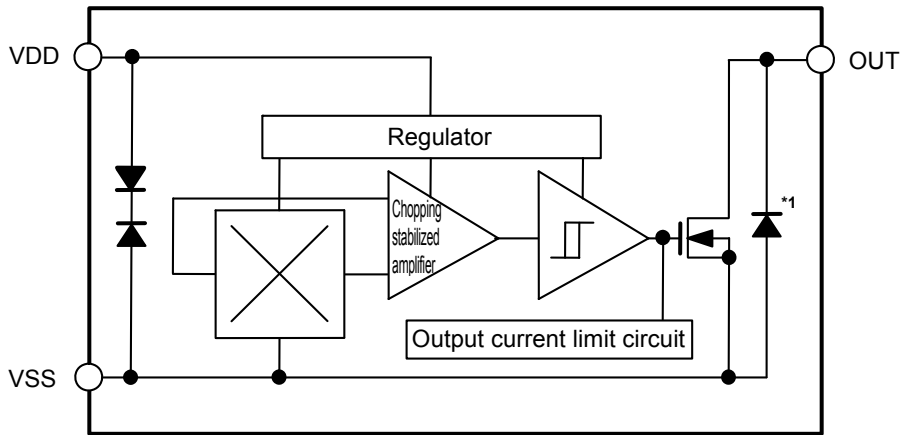 VDD
OUT
Regulator
Chopping
stabilized
amplifier
*1
Output current limit circuit
VSS